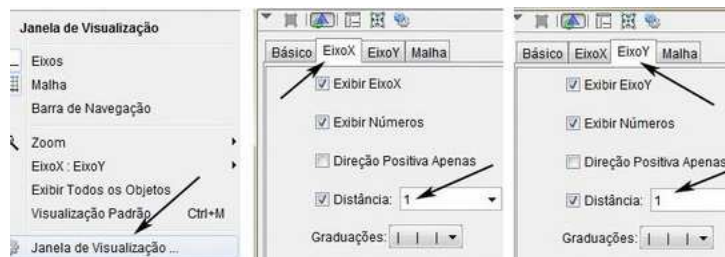 Janela de Visualização
Eixos
Malha
Barra de Navegação
Zoom
EixoX : EixoY
Exibir Todos os Objetos
Visualização Padrão Ctrl+M
Janela de Visualização ...
Básico EixoX EixoY Malha
Exibir EixoX
Exibir Números
Direção Positiva Apenas
Distância: 1
Graduações:
Básico EixoX EixoY Malha
Exibir EixoY
Exibir Números
Direção Positiva Apenas
Distância: 1
Graduações: